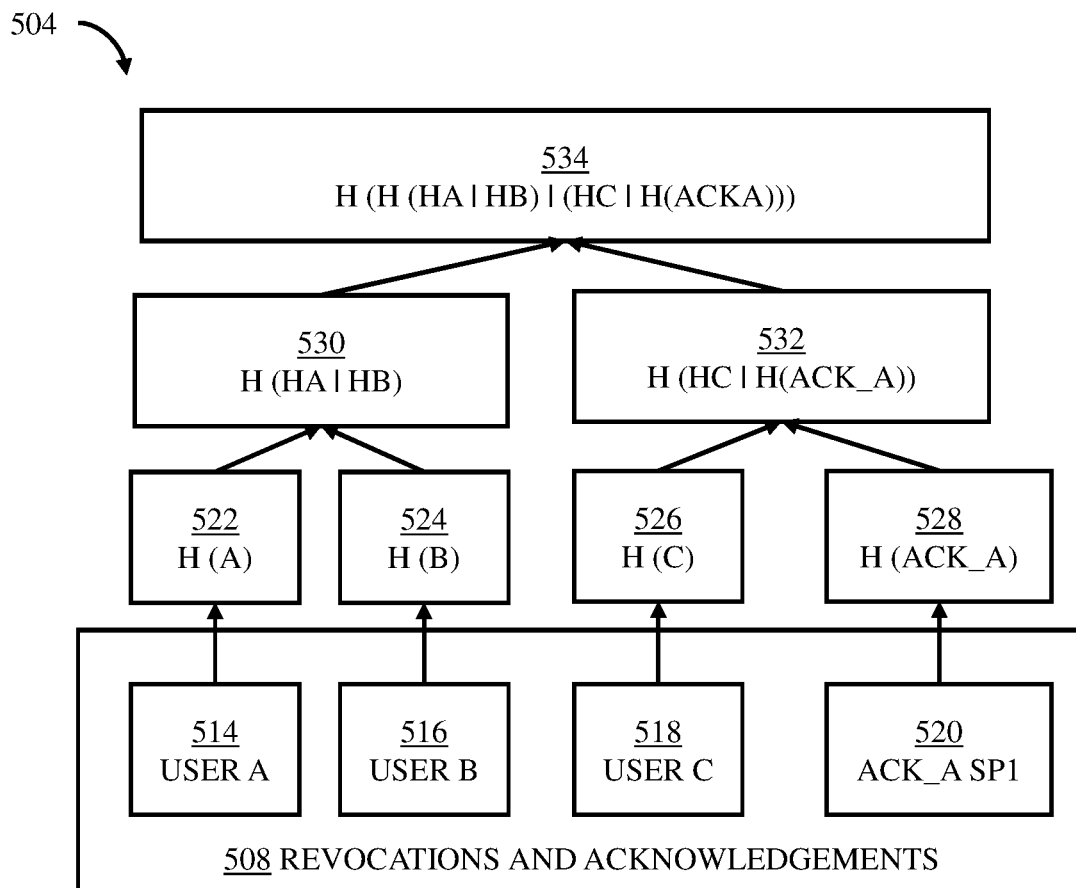 504
534
H (H (HA | HB) | (HC | H(ACKA)))
530
H (HA | HB)
532
H (HC | H(ACK_A))
522
H (A)
524
H (B)
526
H (C)
528
H (ACK_A)
514
USER A
516
USER B
518
USER C
520
ACK_A SP1
508 REVOCATIONS AND ACKNOWLEDGEMENTS